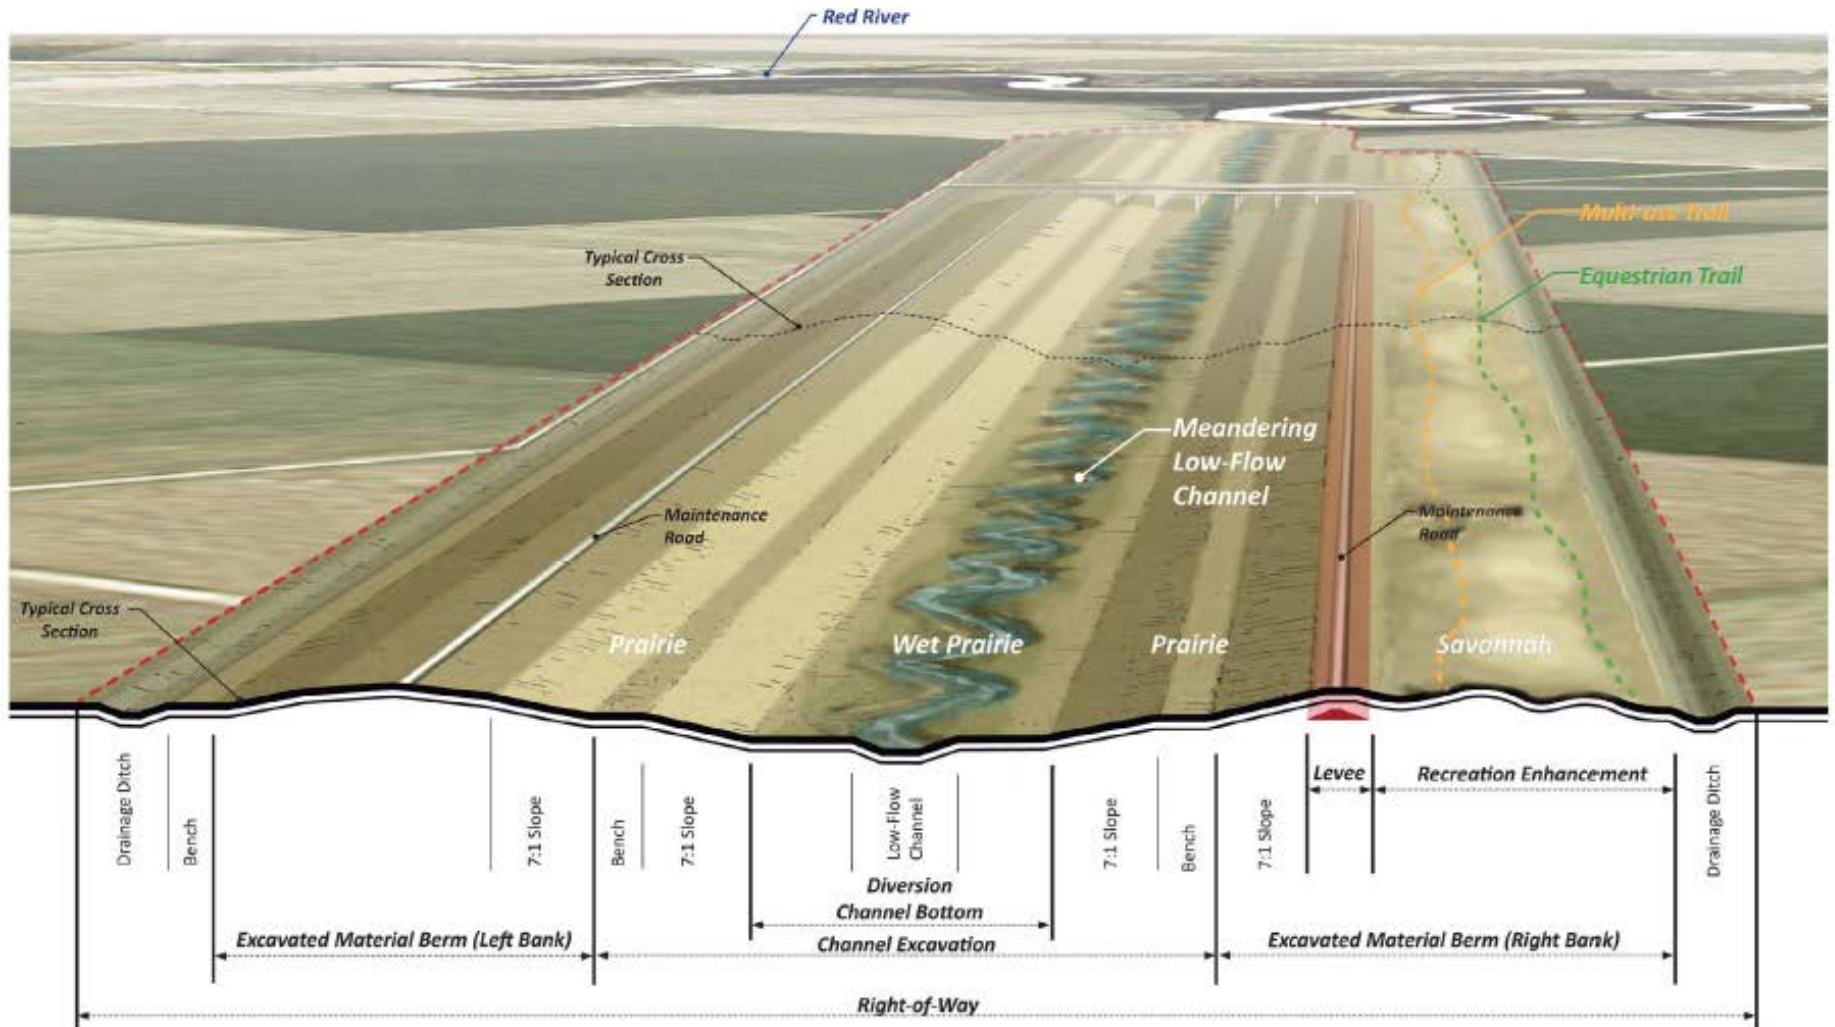 Red River
Multi-use Trail
Typical Cross
Section
Equestrian Trail
Meandering
Low-Flow
Channel
Maintenance
Road
Maintenance
Road
Typical Cross
Section
Prairie
Wet Prairie
Prairie
Savannah
Drainage Ditch
Bench
7:1 Slope
Bench
7:1 Slope
Low-Flow
Channel
7:1 Slope
Bench
7:1 Slope
Levee
Recreation Enhancement
Drainage Ditch
Diversion
Channel Bottom
Excavated Material Berm (Left Bank)
Channel Excavation
Excavated Material Berm (Right Bank)
Right-of-Way